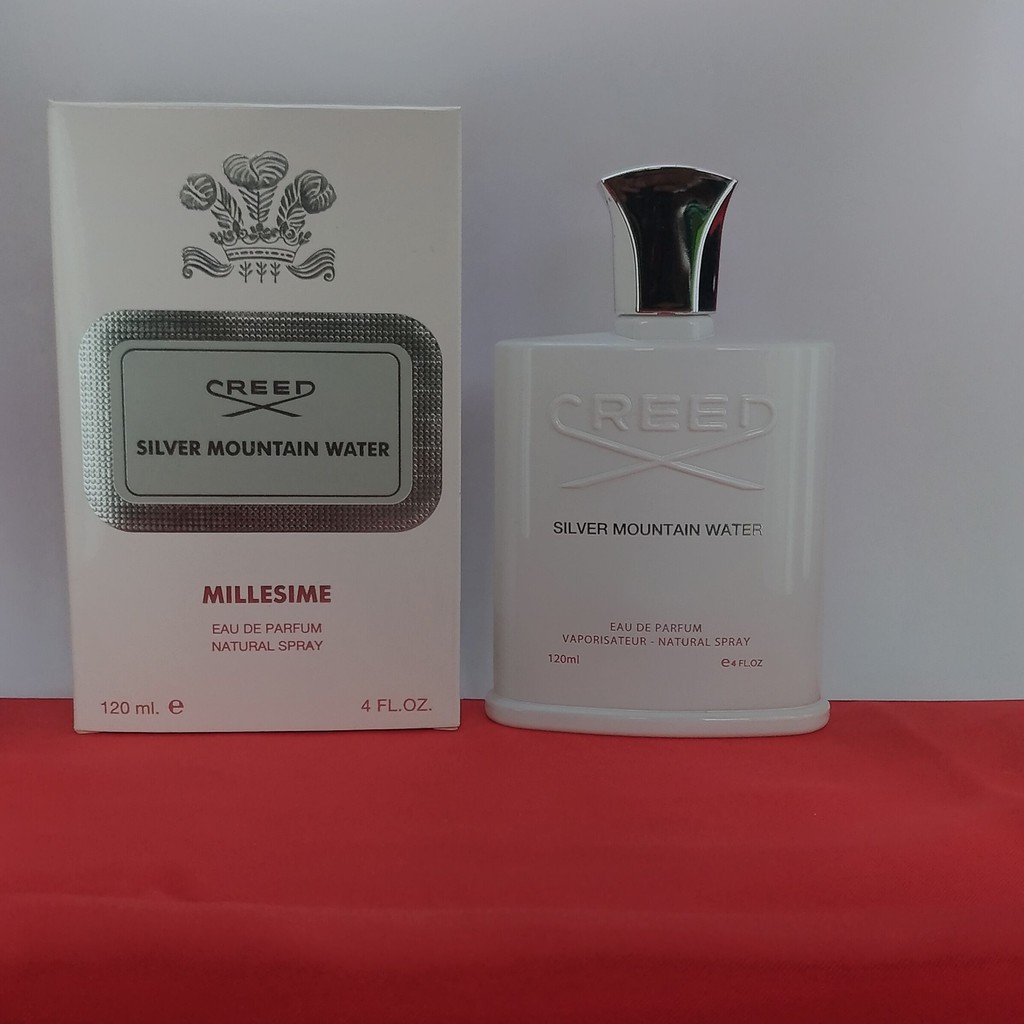 CREED
SILVER MOUNTAIN WATER
MILLESIME
EAU DE PARFUM
NATURAL SPRAY
120 ml. ℮ 4 FL.OZ.
CREED
SILVER MOUNTAIN WATER
EAU DE PARFUM
VAPORISATEUR - NATURAL SPRAY
120ml ℮4 FL.OZ